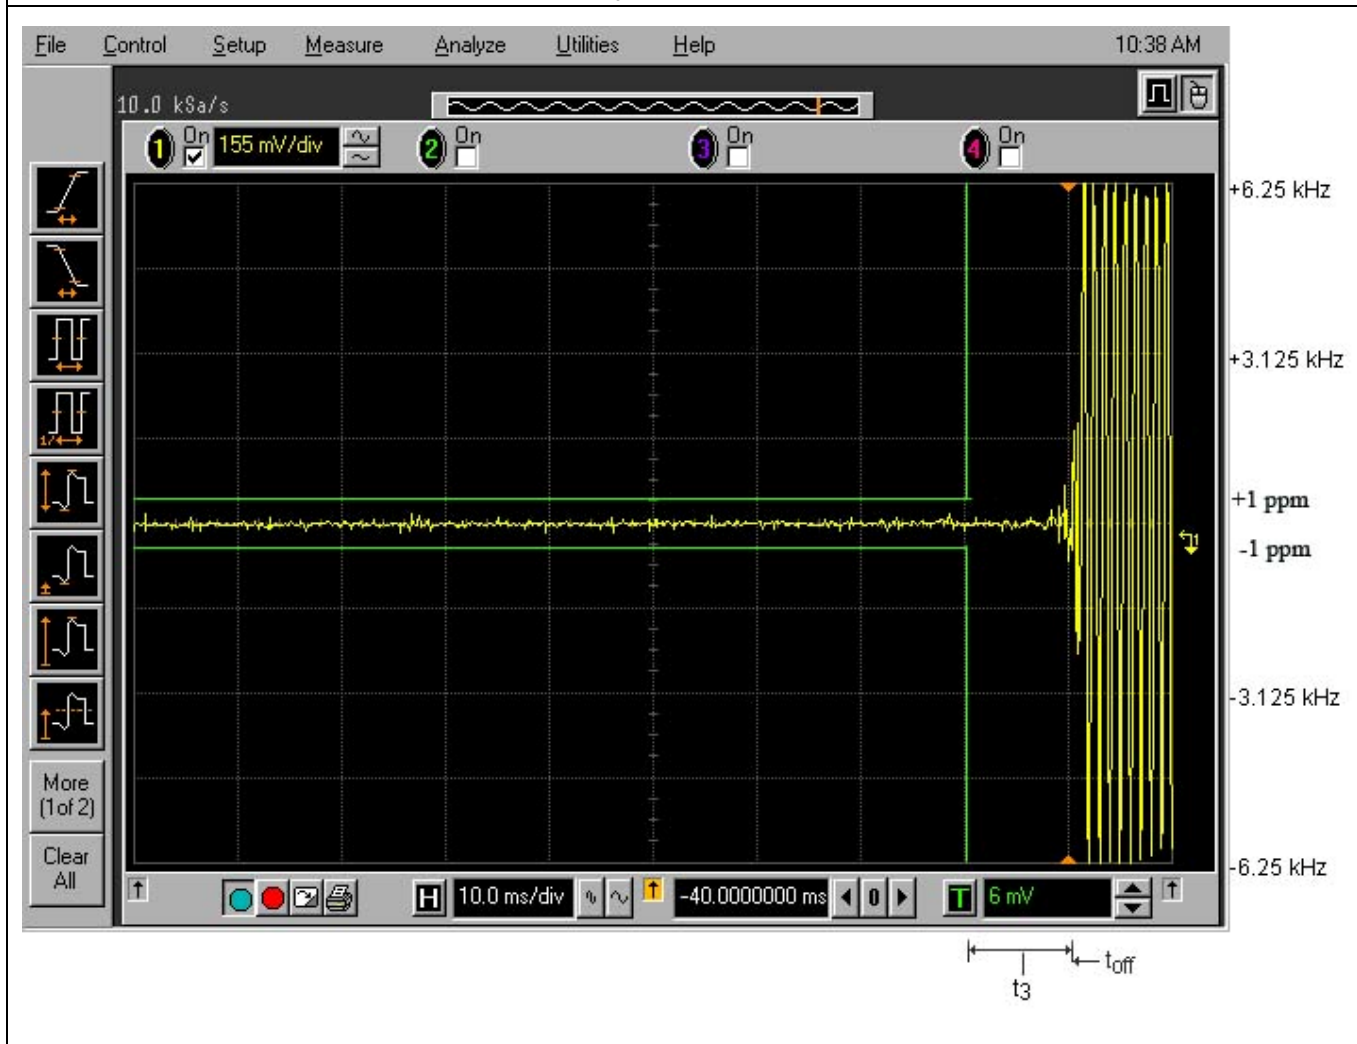 File Control Setup Measure Analyze Utilities Help 10:38 AM
10.0 kSa/s
1 On 155 mV/div 2 On 3 On 4 On
+6.25 kHz
+3.125 kHz
1/
+1 ppm
-1 ppm
-3.125 kHz
More
(1of 2)
Clear
All
-6.25 kHz
H 10.0 ms/div -40.0000000 ms 0 T 6 mV
toff
t3